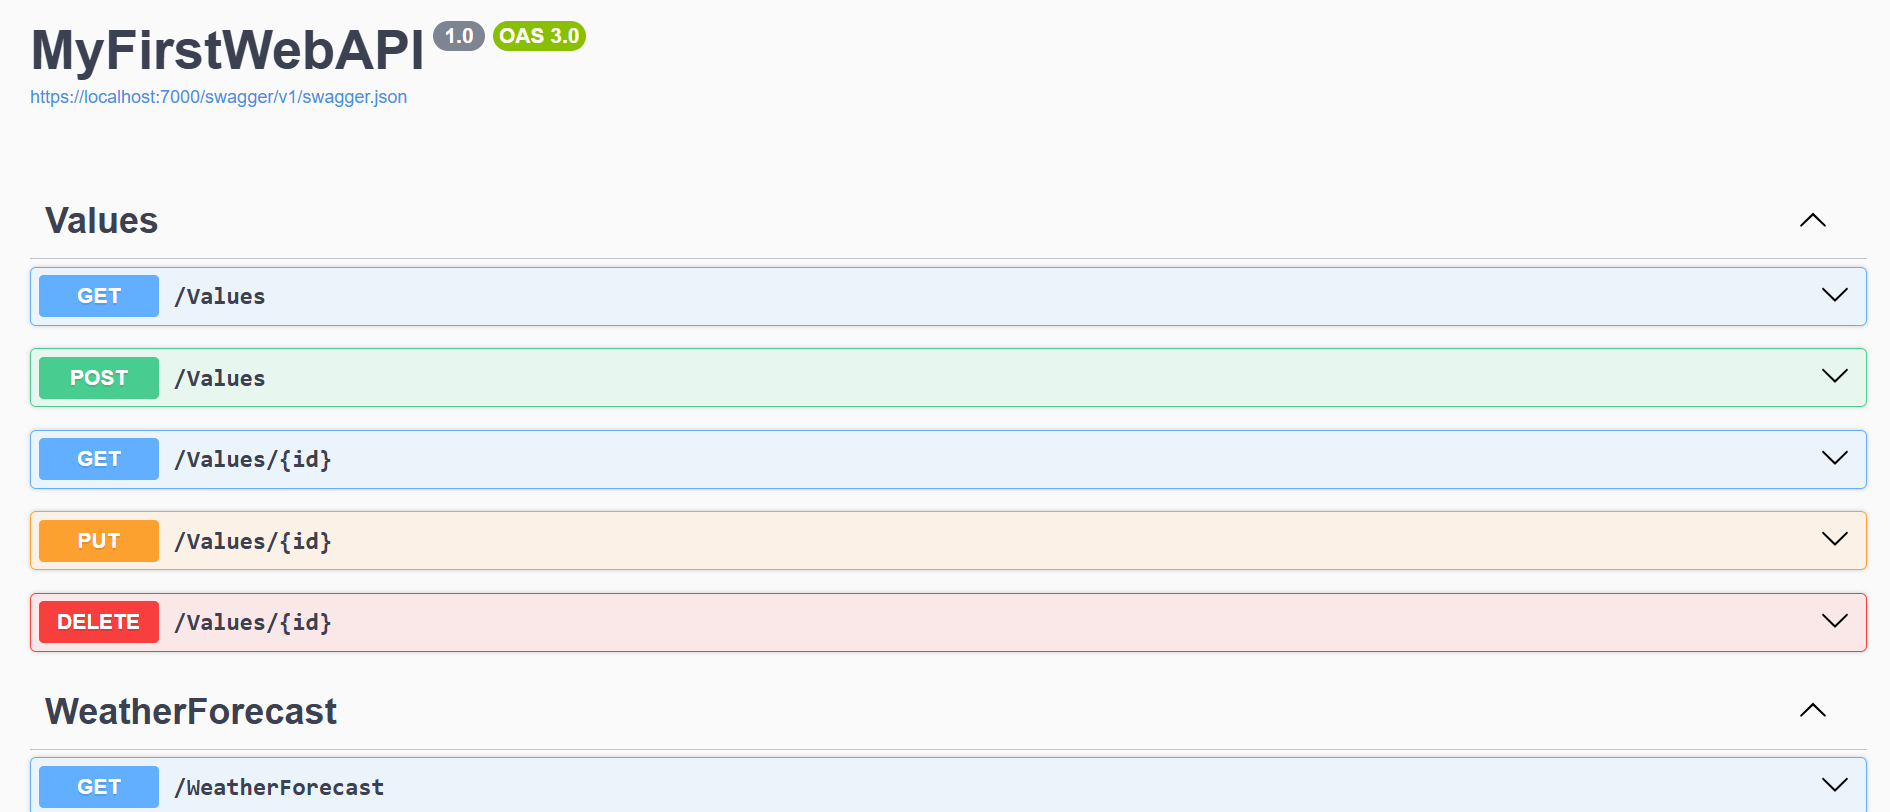 MyFirstWebAPI 1.0 OAS 3.0
https://localhost:7000/swagger/v1/swagger.json
Values
GET /Values
POST /Values
GET /Values/{id}
PUT /Values/{id}
DELETE /Values/{id}
WeatherForecast
GET /WeatherForecast